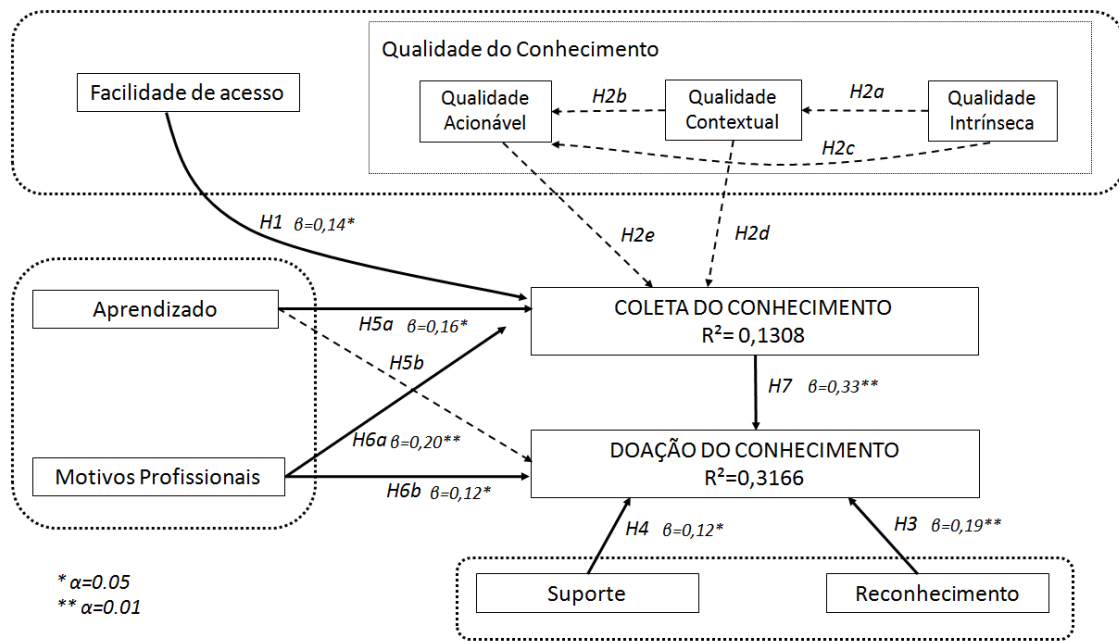 Qualidade do Conhecimento
Facilidade de acesso
Qualidade
Acionável
H2b
Qualidade
Contextual
H2a
Qualidade
Intrínseca
H2c
H1 β=0,14*
H2e
H2d
Aprendizado
H5a β=0,16*
COLETA DO CONHECIMENTO
R²= 0,1308
H5b
H7 β=0,33**
H6a β=0,20**
Motivos Profissionais
H6b β=0,12*
DOAÇÃO DO CONHECIMENTO
R²=0,3166
H4 β=0,12*
H3 β=0,19**
* α=0.05
** α=0.01
Suporte
Reconhecimento